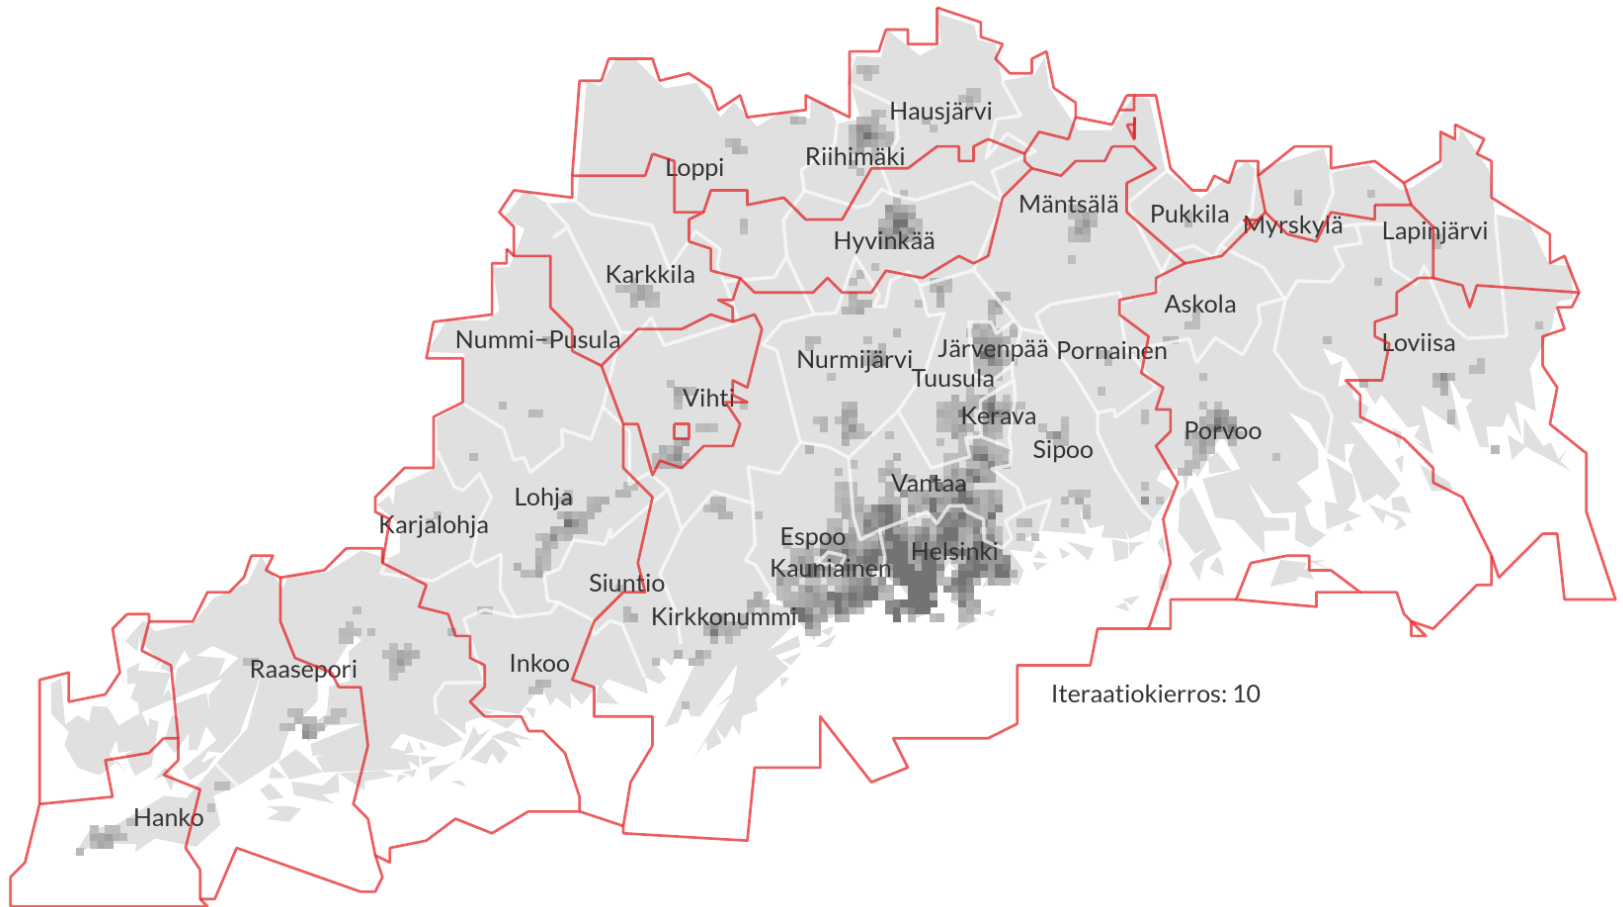 Hausjärvi
Riihimäki
Loppi
Mäntsälä
Pukkila
Myrskylä
Lapinjärvi
Hyvinkää
Karkkila
Askola
Nummi-Pusula
Nurmijärvi
Järvenpää
Pornainen
Loviisa
Tuusula
Vihti
Kerava
Sipoo
Porvoo
Vantaa
Lohja
Karjalohja
Espoo
Helsinki
Kauniainen
Siuntio
Kirkkonummi
Inkoo
Raasepori
Iteraatiokierros: 10
Hanko